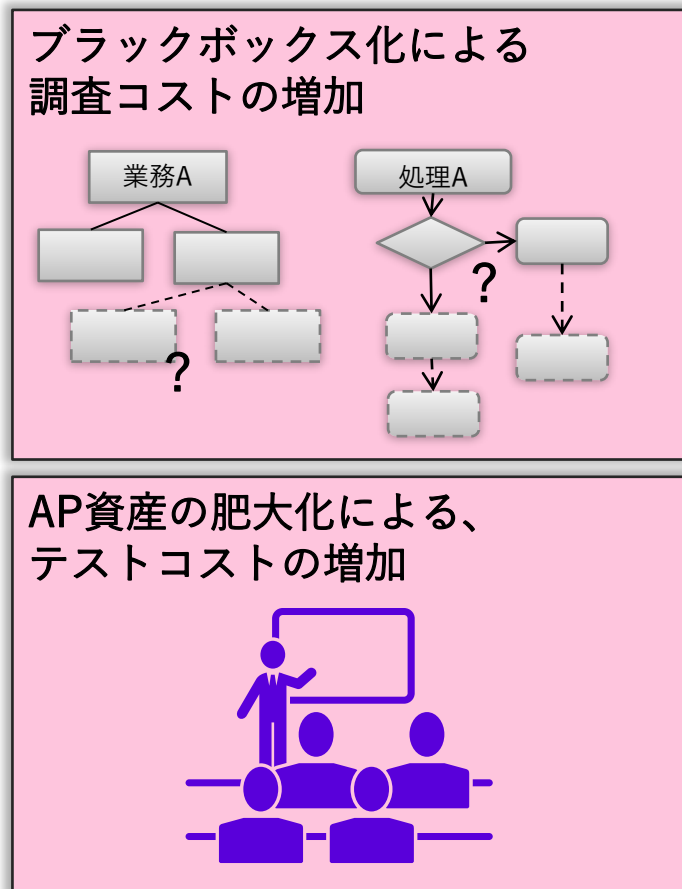 ブラックボックス化による
調査コストの増加
業務A
処理A
?
?
AP資産の肥大化による、
テストコストの増加